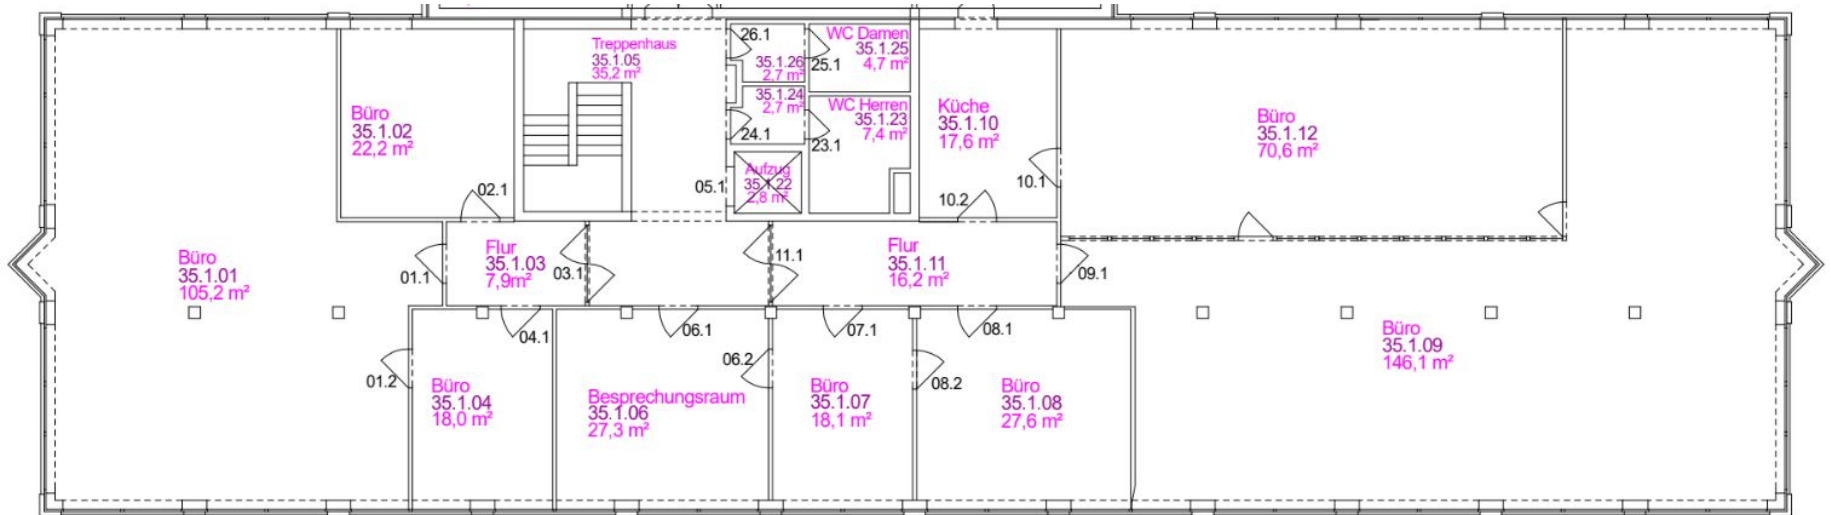 Büro
35.1.01
105,2 m²
01.1
01.2
Büro
35.1.02
22,2 m²
02.1
Flur
35.1.03
7,9m²
03.1
Büro
35.1.04
18,0 m²
04.1
Treppenhaus
35.1.05
35,2 m²
05.1
Besprechungsraum
35.1.06
27,3 m²
06.1
06.2
Büro
35.1.07
18,1 m²
07.1
Büro
35.1.08
27,6 m²
08.1
08.2
Büro
35.1.09
146,1 m²
09.1
Küche
35.1.10
17,6 m²
10.1
10.2
Flur
35.1.11
16,2 m²
11.1
Büro
35.1.12
70,6 m²
Aufzug
35.1.22
2,8 m²
WC Herren
35.1.23
7,4 m²
23.1
35.1.24
2,7 m²
24.1
WC Damen
35.1.25
4,7 m²
25.1
35.1.26
2,7 m²
26.1